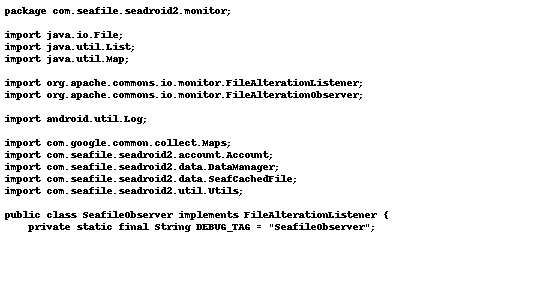 package com.seafile.seadroid2.monitor;

import java.io.File;
import java.util.List;
import java.util.Map;

import org.apache.commons.io.monitor.FileAlterationListener;
import org.apache.commons.io.monitor.FileAlterationObserver;

import android.util.Log;

import com.google.common.collect.Maps;
import com.seafile.seadroid2.account.Account;
import com.seafile.seadroid2.data.DataManager;
import com.seafile.seadroid2.data.SeafCachedFile;
import com.seafile.seadroid2.util.Utils;

public class SeafileObserver implements FileAlterationListener {
    private static final String DEBUG_TAG = "SeafileObserver";